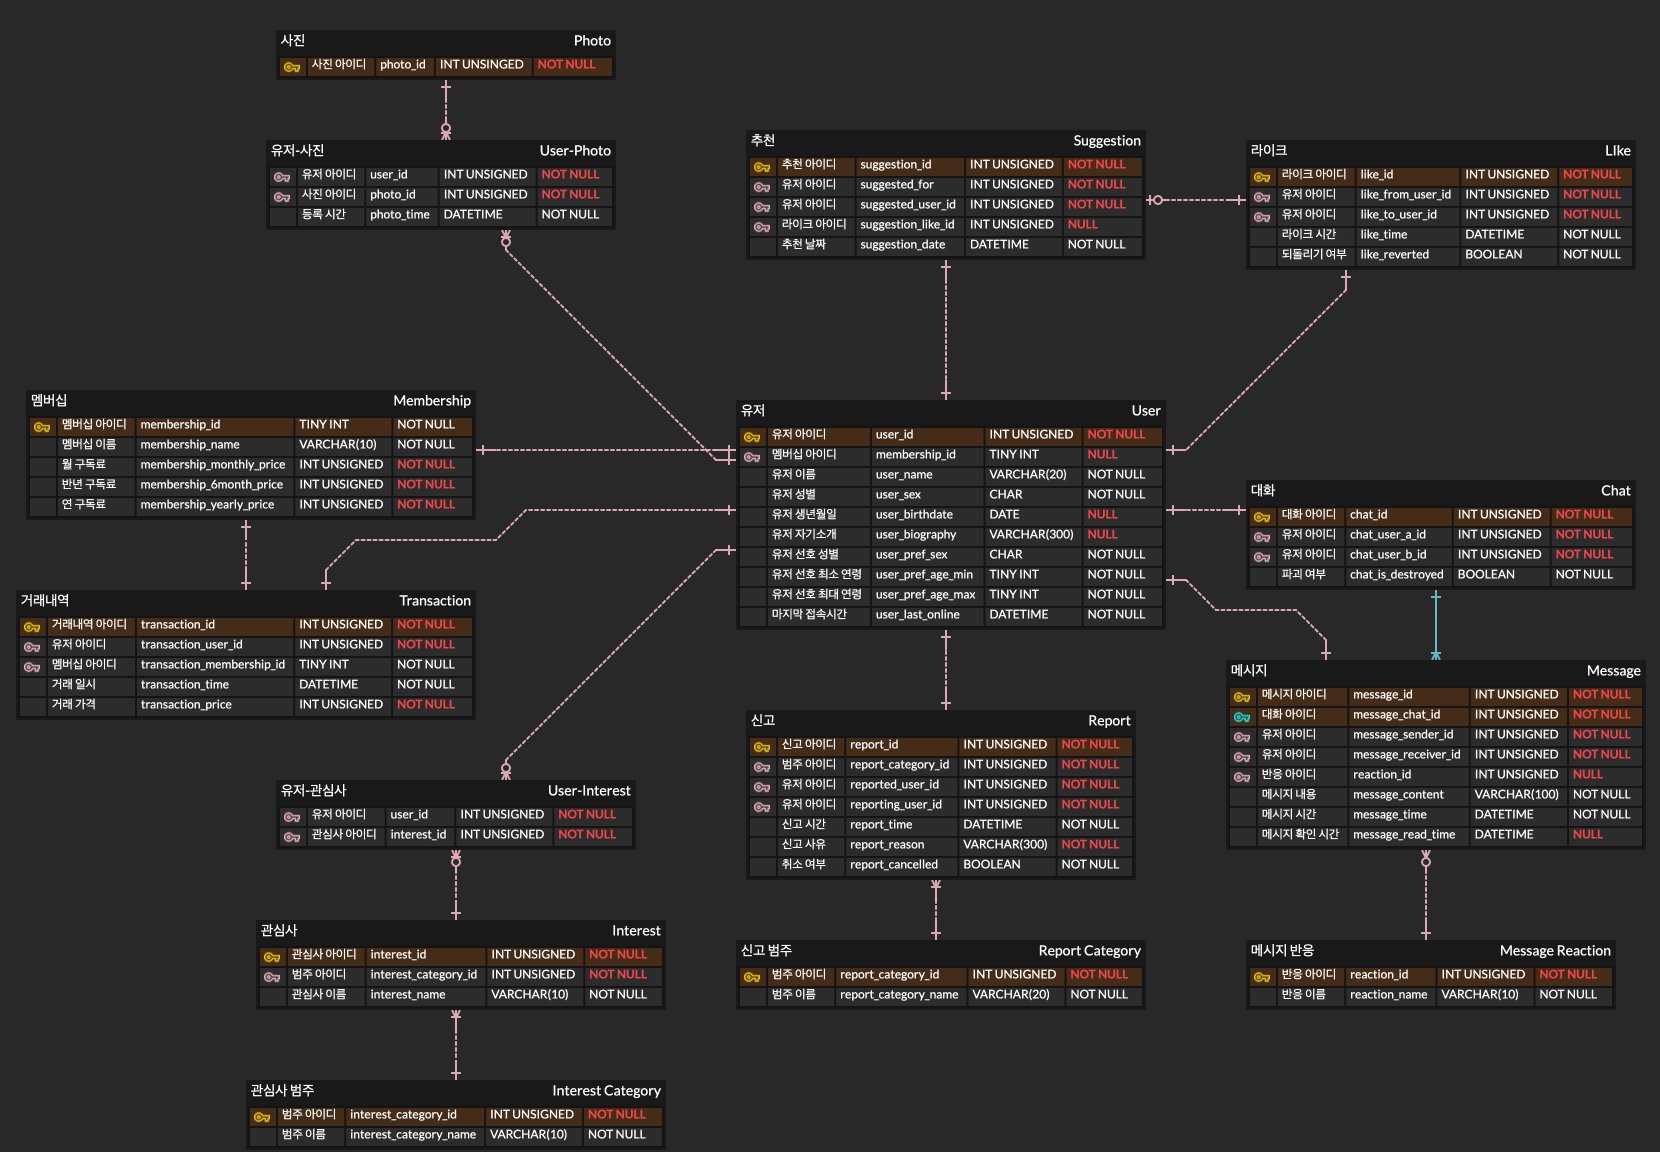 사진 Photo
사진 아이디 photo_id INT UNSINGED NOT NULL
유저-사진 User-Photo
유저 아이디 user_id INT UNSIGNED NOT NULL
사진 아이디 photo_id INT UNSIGNED NOT NULL
등록 시간 photo_time DATETIME NOT NULL
추천 Suggestion
추천 아이디 suggestion_id INT UNSIGNED NOT NULL
유저 아이디 suggested_for INT UNSIGNED NOT NULL
유저 아이디 suggested_user_id INT UNSIGNED NOT NULL
라이크 아이디 suggestion_like_id INT UNSIGNED NULL
추천 날짜 suggestion_date DATETIME NOT NULL
라이크 LIke
라이크 아이디 like_id INT UNSIGNED NOT NULL
유저 아이디 like_from_user_id INT UNSIGNED NOT NULL
유저 아이디 like_to_user_id INT UNSIGNED NOT NULL
라이크 시간 like_time DATETIME NOT NULL
되돌리기 여부 like_reverted BOOLEAN NOT NULL
멤버십 Membership
멤버십 아이디 membership_id TINY INT NOT NULL
멤버십 이름 membership_name VARCHAR(10) NOT NULL
월 구독료 membership_monthly_price INT UNSIGNED NOT NULL
반년 구독료 membership_6month_price INT UNSIGNED NOT NULL
연 구독료 membership_yearly_price INT UNSIGNED NOT NULL
유저 User
유저 아이디 user_id INT UNSIGNED NOT NULL
멤버십 아이디 membership_id TINY INT NULL
유저 이름 user_name VARCHAR(20) NOT NULL
유저 성별 user_sex CHAR NOT NULL
유저 생년월일 user_birthdate DATE NULL
유저 자기소개 user_biography VARCHAR(300) NULL
유저 선호 성별 user_pref_sex CHAR NOT NULL
유저 선호 최소 연령 user_pref_age_min TINY INT NOT NULL
유저 선호 최대 연령 user_pref_age_max TINY INT NOT NULL
마지막 접속시간 user_last_online DATETIME NOT NULL
대화 Chat
대화 아이디 chat_id INT UNSIGNED NOT NULL
유저 아이디 chat_user_a_id INT UNSIGNED NOT NULL
유저 아이디 chat_user_b_id INT UNSIGNED NOT NULL
파괴 여부 chat_is_destroyed BOOLEAN NOT NULL
거래내역 Transaction
거래내역 아이디 transaction_id INT UNSIGNED NOT NULL
유저 아이디 transaction_user_id INT UNSIGNED NOT NULL
멤버십 아이디 transaction_membership_id TINY INT NOT NULL
거래 일시 transaction_time DATETIME NOT NULL
거래 가격 transaction_price INT UNSIGNED NOT NULL
메시지 Message
메시지 아이디 message_id INT UNSIGNED NOT NULL
대화 아이디 message_chat_id INT UNSIGNED NOT NULL
유저 아이디 message_sender_id INT UNSIGNED NOT NULL
유저 아이디 message_receiver_id INT UNSIGNED NOT NULL
반응 아이디 reaction_id INT UNSIGNED NULL
메시지 내용 message_content VARCHAR(100) NOT NULL
메시지 시간 message_time DATETIME NOT NULL
메시지 확인 시간 message_read_time DATETIME NULL
신고 Report
신고 아이디 report_id INT UNSIGNED NOT NULL
범주 아이디 report_category_id INT UNSIGNED NOT NULL
유저 아이디 reported_user_id INT UNSIGNED NOT NULL
유저 아이디 reporting_user_id INT UNSIGNED NOT NULL
신고 시간 report_time DATETIME NOT NULL
신고 사유 report_reason VARCHAR(300) NOT NULL
취소 여부 report_cancelled BOOLEAN NOT NULL
유저-관심사 User-Interest
유저 아이디 user_id INT UNSIGNED NOT NULL
관심사 아이디 interest_id INT UNSIGNED NOT NULL
관심사 Interest
관심사 아이디 interest_id INT UNSIGNED NOT NULL
범주 아이디 interest_category_id INT UNSIGNED NOT NULL
관심사 이름 interest_name VARCHAR(10) NOT NULL
신고 범주 Report Category
범주 아이디 report_category_id INT UNSIGNED NOT NULL
범주 이름 report_category_name VARCHAR(20) NOT NULL
메시지 반응 Message Reaction
반응 아이디 reaction_id INT UNSIGNED NOT NULL
반응 이름 reaction_name VARCHAR(10) NOT NULL
관심사 범주 Interest Category
범주 아이디 interest_category_id INT UNSIGNED NOT NULL
범주 이름 interest_category_name VARCHAR(10) NOT NULL